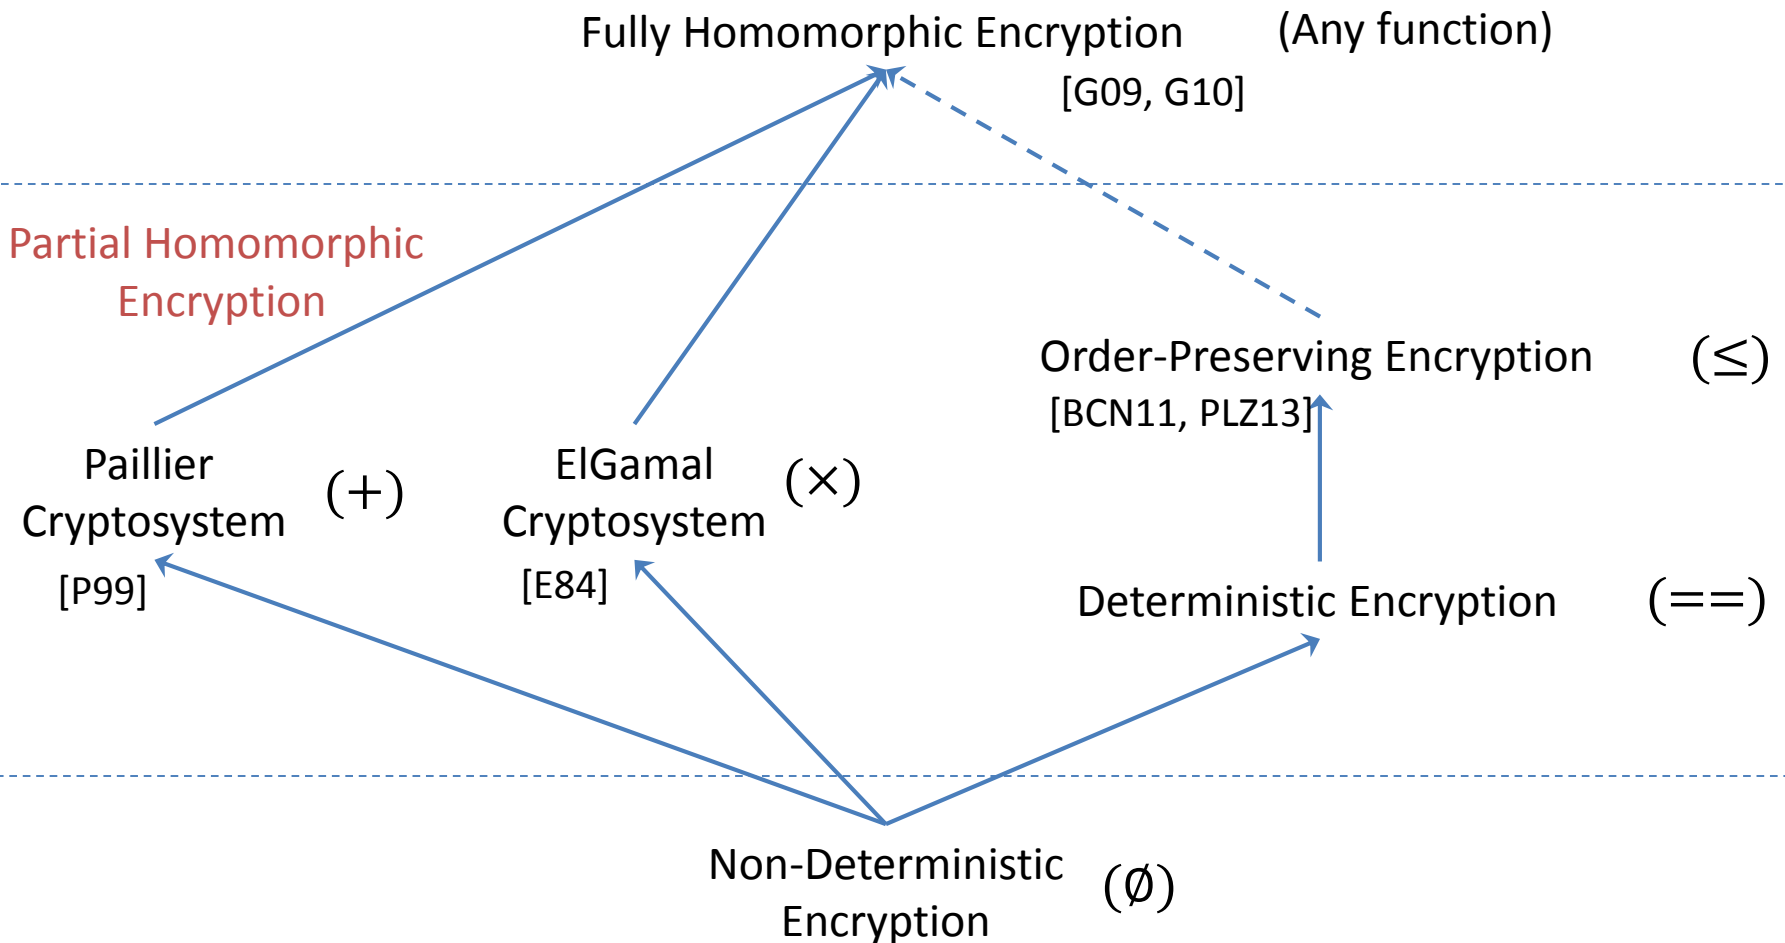 Fully Homomorphic Encryption (Any function)
[G09, G10]
Partial Homomorphic
Encryption
Order-Preserving Encryption (≤)
[BCN11, PLZ13]
Paillier
Cryptosystem (+)
[P99]
ElGamal
Cryptosystem (×)
[E84]
Deterministic Encryption (==)
Non-Deterministic
Encryption (∅)